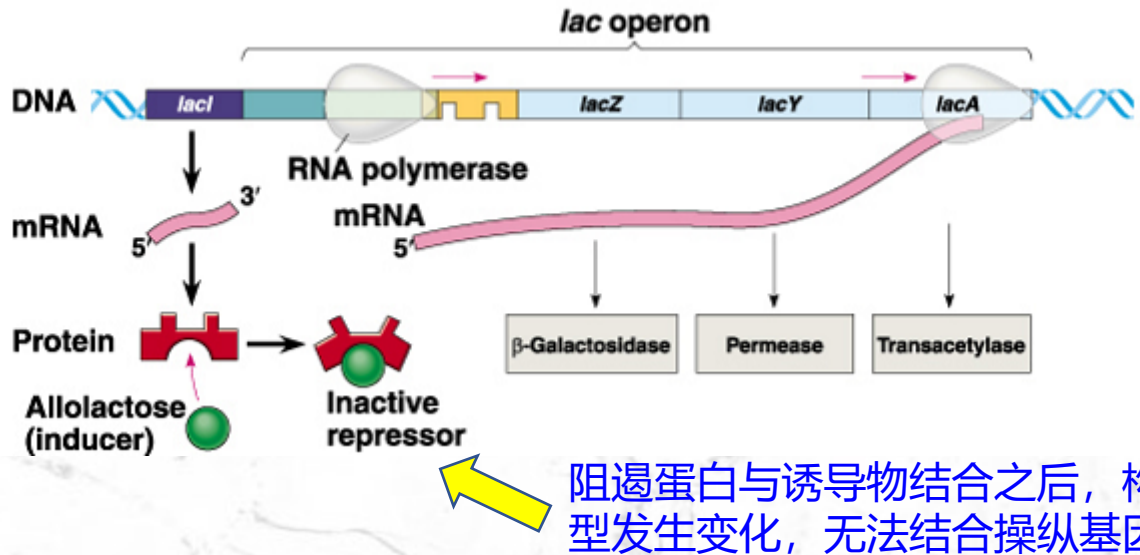 lac operon
DNA
lacI
lacZ
lacY
lacA
RNA polymerase
mRNA
5'
3'
mRNA
5'
Protein
β-Galactosidase
Permease
Transacetylase
Allolactose
(inducer)
Inactive
repressor
阻遏蛋白与诱导物结合之后，构
型发生变化，无法结合操纵基因